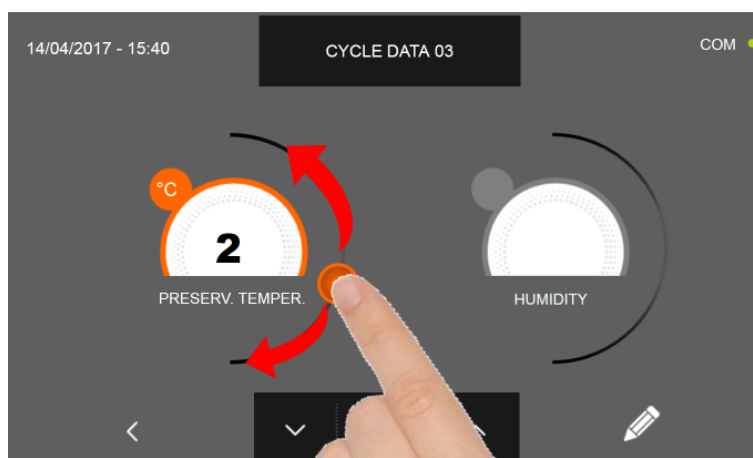 14/04/2017 - 15:40
CYCLE DATA 03
COM
°C
2
PRESERV. TEMPER.
HUMIDITY